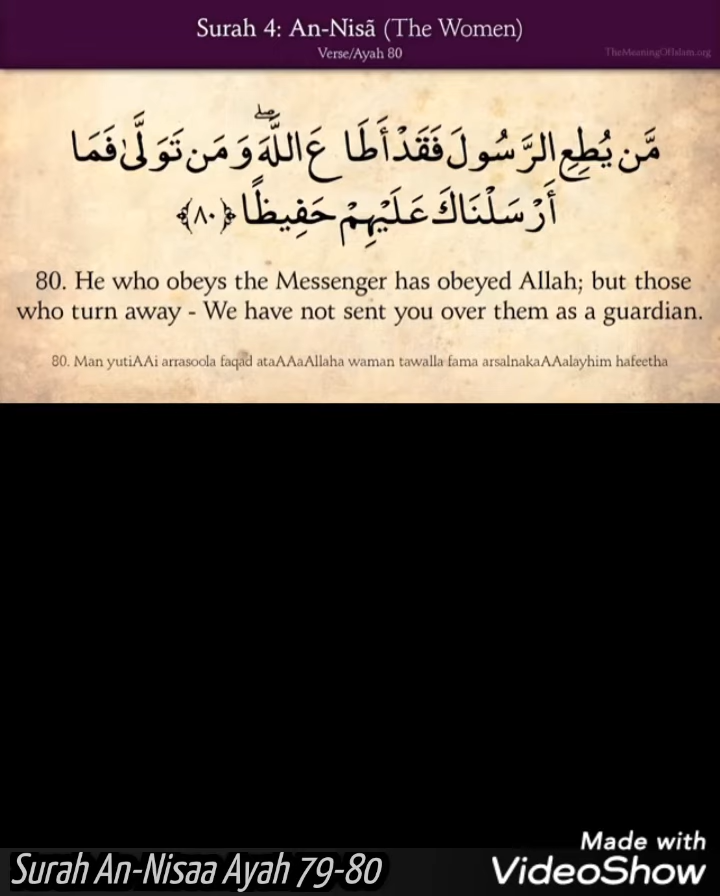 Surah 4: An-Nisã (The Women)
Verse/Ayah 80
TheMeaningOfIslam.org
مَّن يُطِعِ الرَّسُولَ فَقَدْ أَطَا عَ اللَّهَ ۖ وَ مَن تَوَلَّىٰ فَمَا
أَرْسَلْنَاكَ عَلَيْهِمْ حَفِيظًا ﴿٨٠﴾
80. He who obeys the Messenger has obeyed Allah; but those
who turn away - We have not sent you over them as a guardian.
80. Man yutiAAi arrasoola faqad ataAAaAllaha waman tawalla fama arsalnakaAAalayhim hafeetha
Made with
VideoShow
Surah An-Nisaa Ayah 79-80